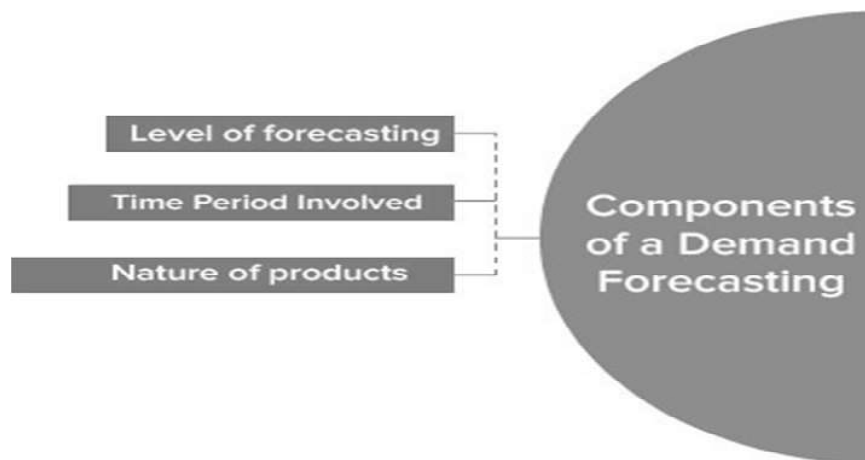 Level of forecasting
Time Period Involved
Nature of products
Components
of a Demand
Forecasting